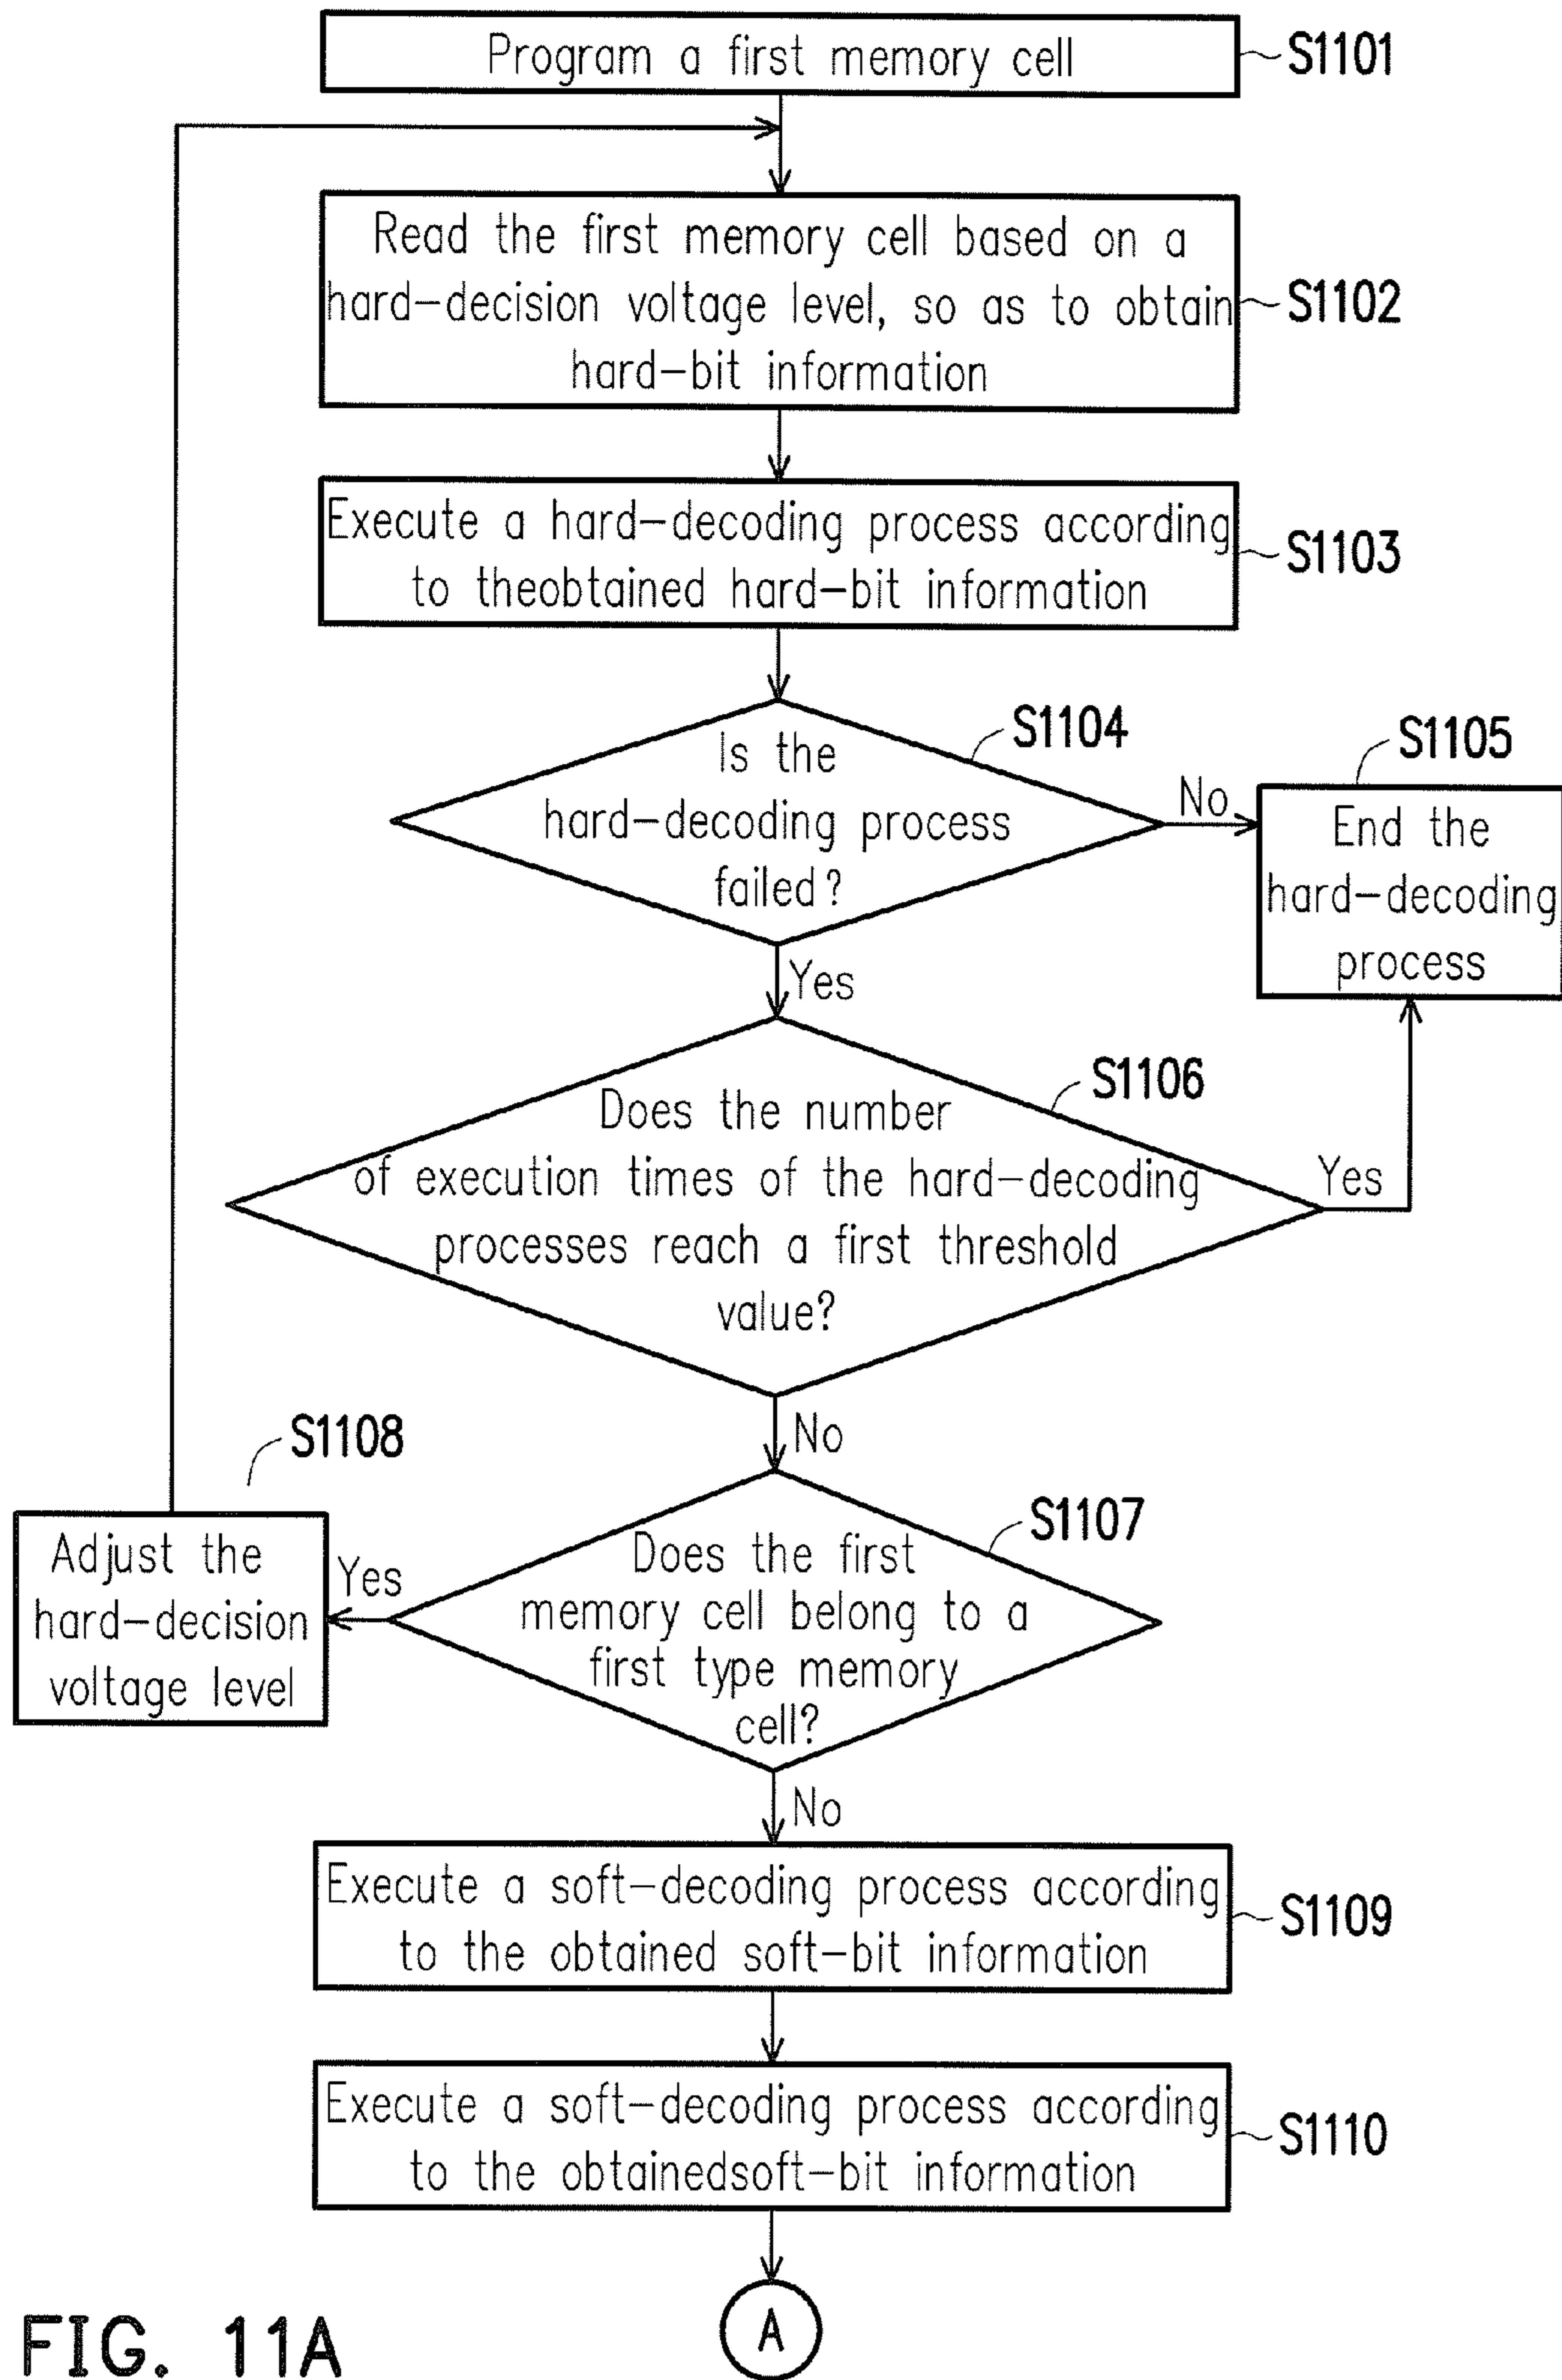 Program a first memory cell
S1101
Read the first memory cell based on a
hard-decision voltage level, so as to obtain
hard-bit information
S1102
Execute a hard-decoding process according
to theobtained hard-bit information
S1103
Is the
hard-decoding process
failed?
S1104
No
S1105
End the
hard-decoding
process
Yes
Does the number
of execution times of the hard-decoding
processes reach a first threshold
value?
S1106
Yes
No
S1108
Adjust the
hard-decision
voltage level
Yes
Does the first
memory cell belong to a
first type memory
cell?
S1107
No
Execute a soft-decoding process according
to the obtained soft-bit information
S1109
Execute a soft-decoding process according
to the obtainedsoft-bit information
S1110
A
FIG. 11A